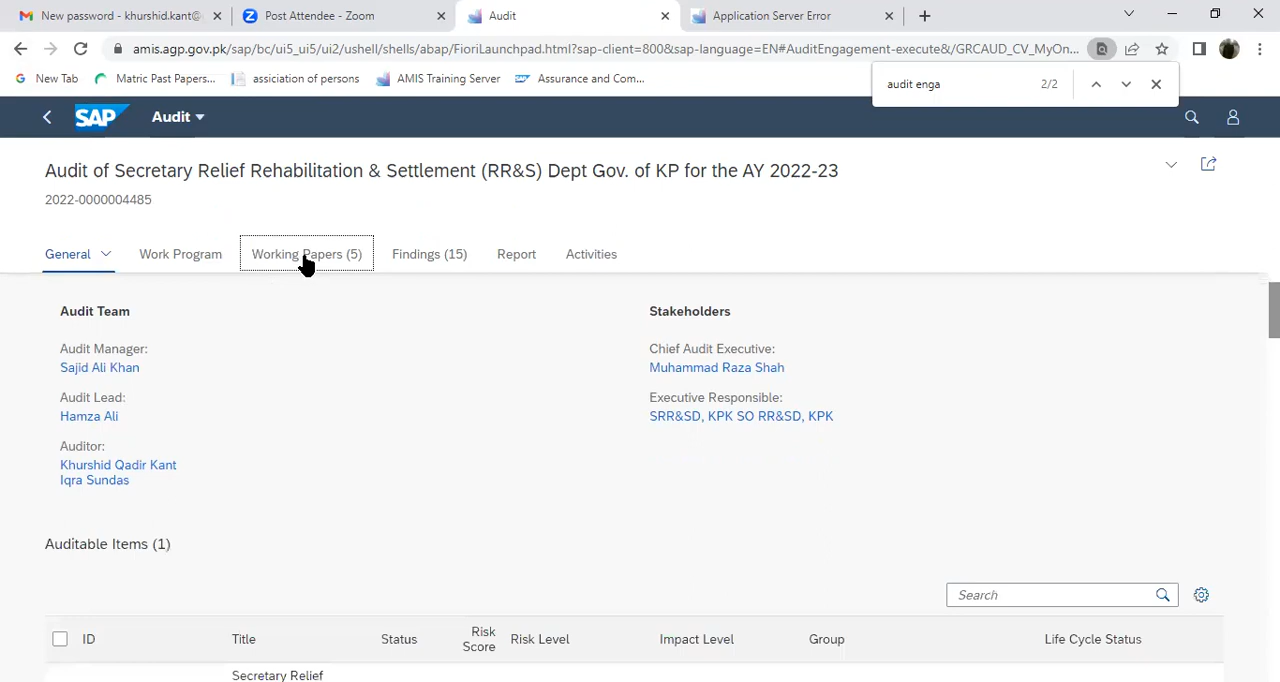 New password - khurshid.kant@
Post Attendee - Zoom
Audit
Application Server Error
amis.agp.gov.pk/sap/bc/ui5_ui5/ui2/ushell/shells/abap/FioriLaunchpad.html?sap-client=800&sap-language=EN#AuditEngagement-execute&/GRCAUD_CV_MyOn...
New Tab
Matric Past Papers...
assiciation of persons
AMIS Training Server
Assurance and Com...
audit enga
2/2
SAP
Audit
Audit of Secretary Relief Rehabilitation & Settlement (RR&S) Dept Gov. of KP for the AY 2022-23
2022-0000004485
General
Work Program
Working Papers (5)
Findings (15)
Report
Activities
Audit Team
Stakeholders
Audit Manager:
Chief Audit Executive:
Sajid Ali Khan
Muhammad Raza Shah
Audit Lead:
Executive Responsible:
Hamza Ali
SRR&SD, KPK SO RR&SD, KPK
Auditor:
Khurshid Qadir Kant
Iqra Sundas
Auditable Items (1)
Search
ID
Title
Status
Risk Score
Risk Level
Impact Level
Group
Life Cycle Status
Secretary Relief